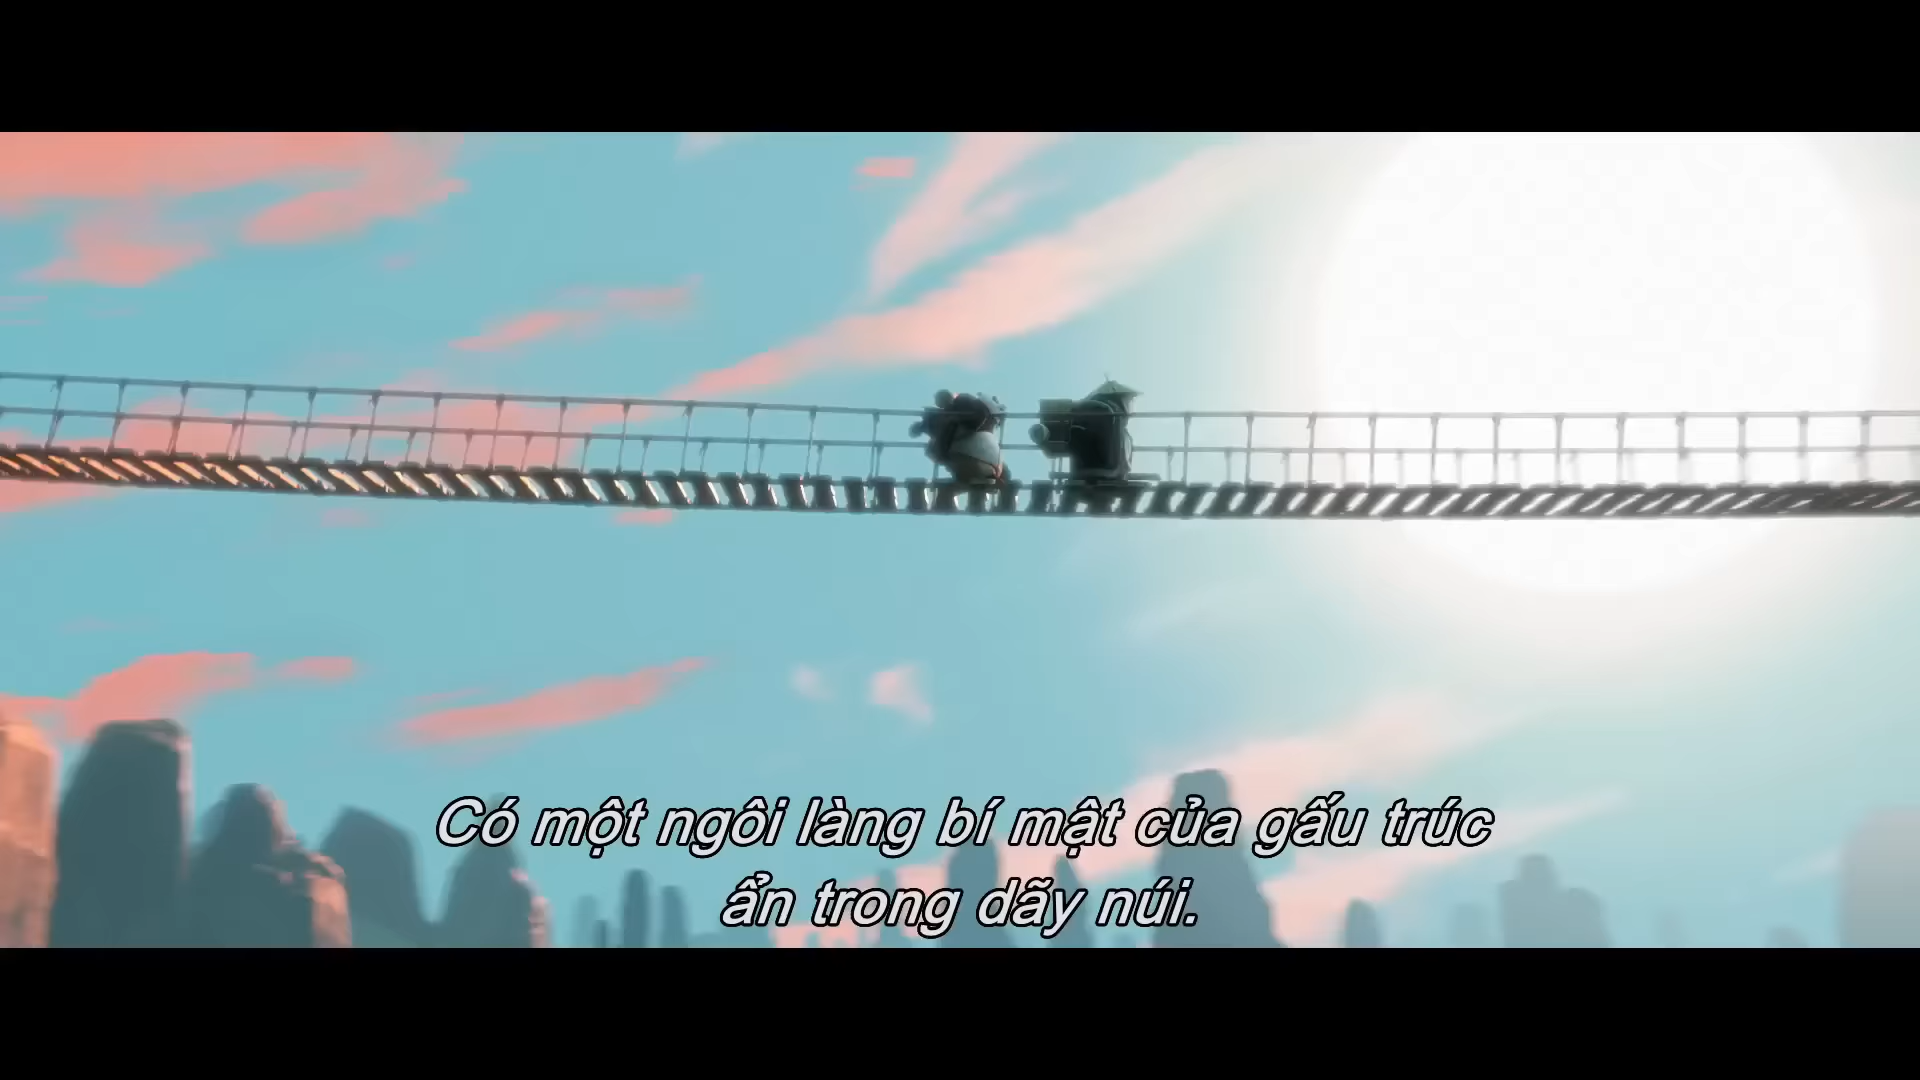 Có một ngôi làng bí mật của gấu trúc
ẩn trong dãy núi.